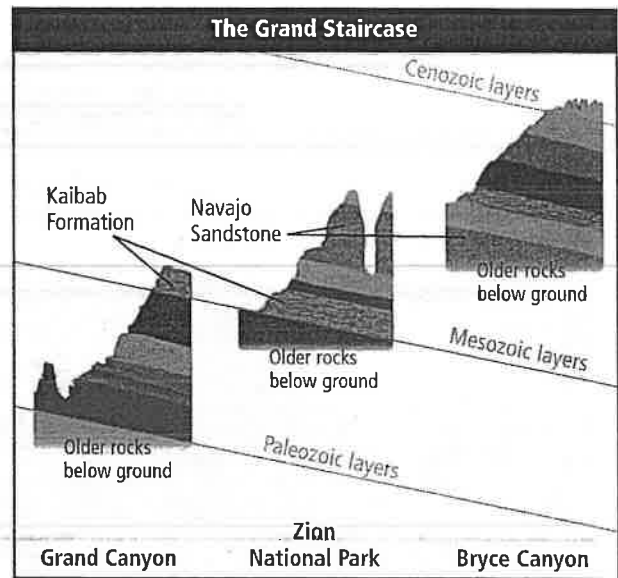 The Grand Staircase
Cenozoic layers
Kaibab
Formation
Navajo
Sandstone
Older rocks
below ground
Mesozoic layers
Older rocks
below ground
Older rocks
below ground
Paleozoic layers
Grand Canyon
Zion
National Park
Bryce Canyon